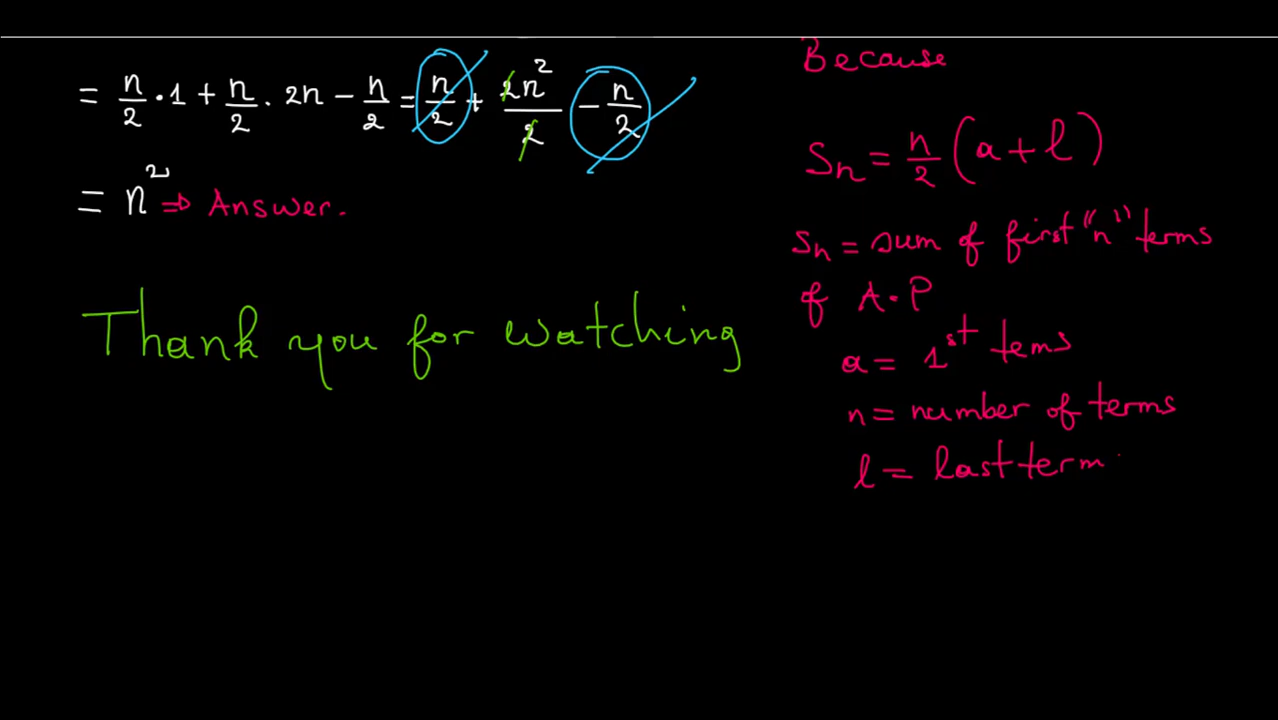 = n/2 · 1 + n/2 · 2n − n/2 = n/2 + 2n²/2 − n/2
= n² ⇒ Answer.
Thank you for watching
Because
Sn = n/2 (a + l)
Sn = sum of first "n" terms
of A.P
a = 1st tems
n = number of terms
l = last term